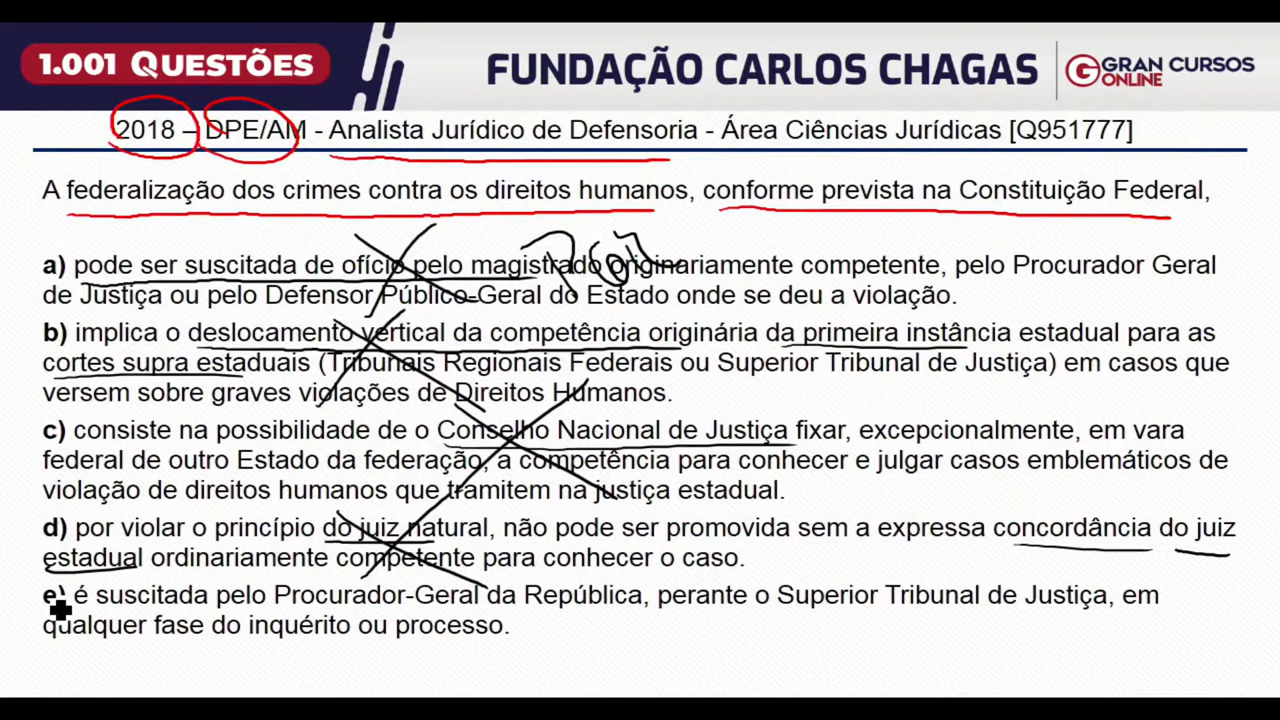 1.001 QUESTÕES
FUNDAÇÃO CARLOS CHAGAS
GRAN CURSOS
ONLINE
2018 – DPE/AM - Analista Jurídico de Defensoria - Área Ciências Jurídicas [Q951777]
A federalização dos crimes contra os direitos humanos, conforme prevista na Constituição Federal,
a) pode ser suscitada de ofício pelo magistrado originariamente competente, pelo Procurador Geral
de Justiça ou pelo Defensor Público-Geral do Estado onde se deu a violação.
b) implica o deslocamento vertical da competência originária da primeira instância estadual para as
cortes supra estaduais (Tribunais Regionais Federais ou Superior Tribunal de Justiça) em casos que
versem sobre graves violações de Direitos Humanos.
c) consiste na possibilidade de o Conselho Nacional de Justiça fixar, excepcionalmente, em vara
federal de outro Estado da federação, a competência para conhecer e julgar casos emblemáticos de
violação de direitos humanos que tramitem na justiça estadual.
d) por violar o princípio do juiz natural, não pode ser promovida sem a expressa concordância do juiz
estadual ordinariamente competente para conhecer o caso.
e) é suscitada pelo Procurador-Geral da República, perante o Superior Tribunal de Justiça, em
qualquer fase do inquérito ou processo.